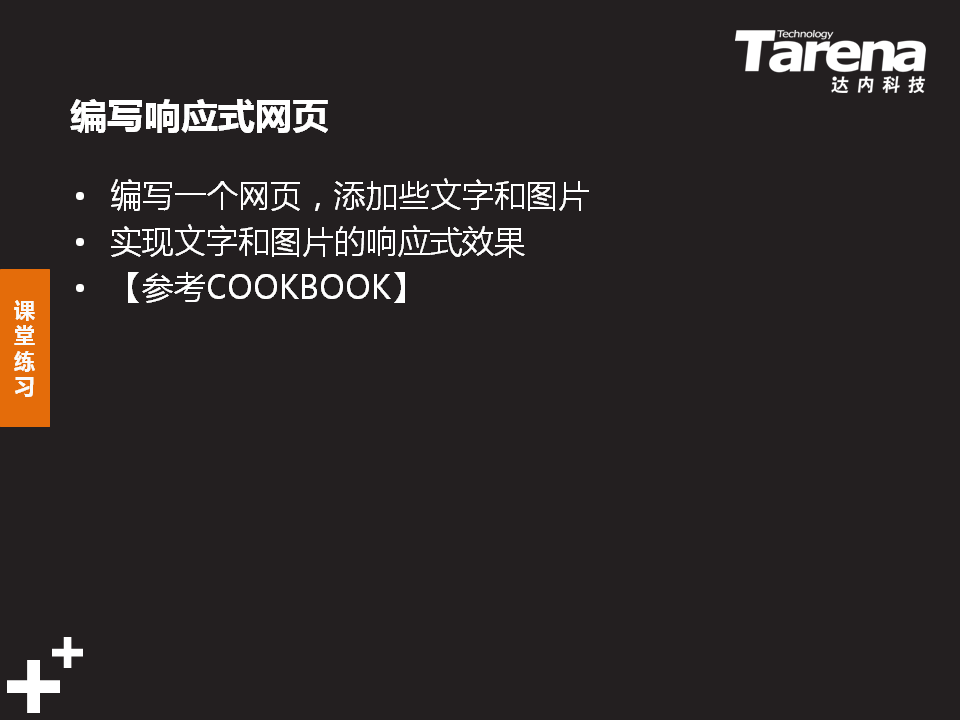 Technology
Tarena
达内科技
编写响应式网页
• 编写一个网页，添加些文字和图片
• 实现文字和图片的响应式效果
• 【参考COOKBOOK】
课
堂
练
习